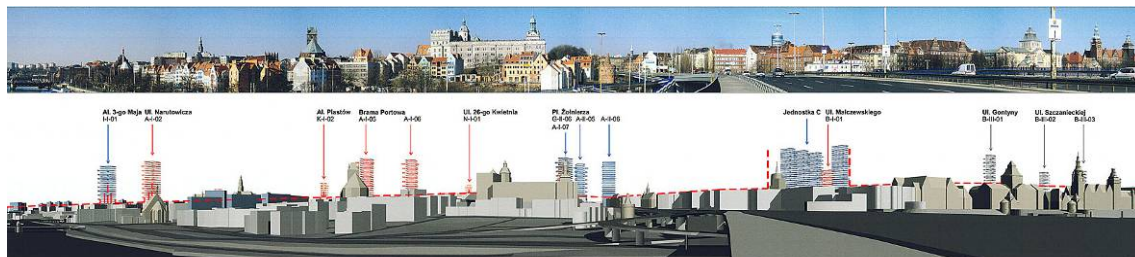 Al. 3-go Maja
I-I-01
Ul. Narutowicza
A-I-02
Al. Piastów
K-I-02
Brama Portowa
A-I-05
A-I-06
Ul. 26-go Kwietnia
N-I-01
Pl. Żołnierza
G-II-06
A-II-05
A-I-07
A-II-06
Jednostka C
Ul. Malczewskiego
B-I-01
Ul. Gontyny
B-III-01
Ul. Szczanieckiej
B-III-02
B-III-03